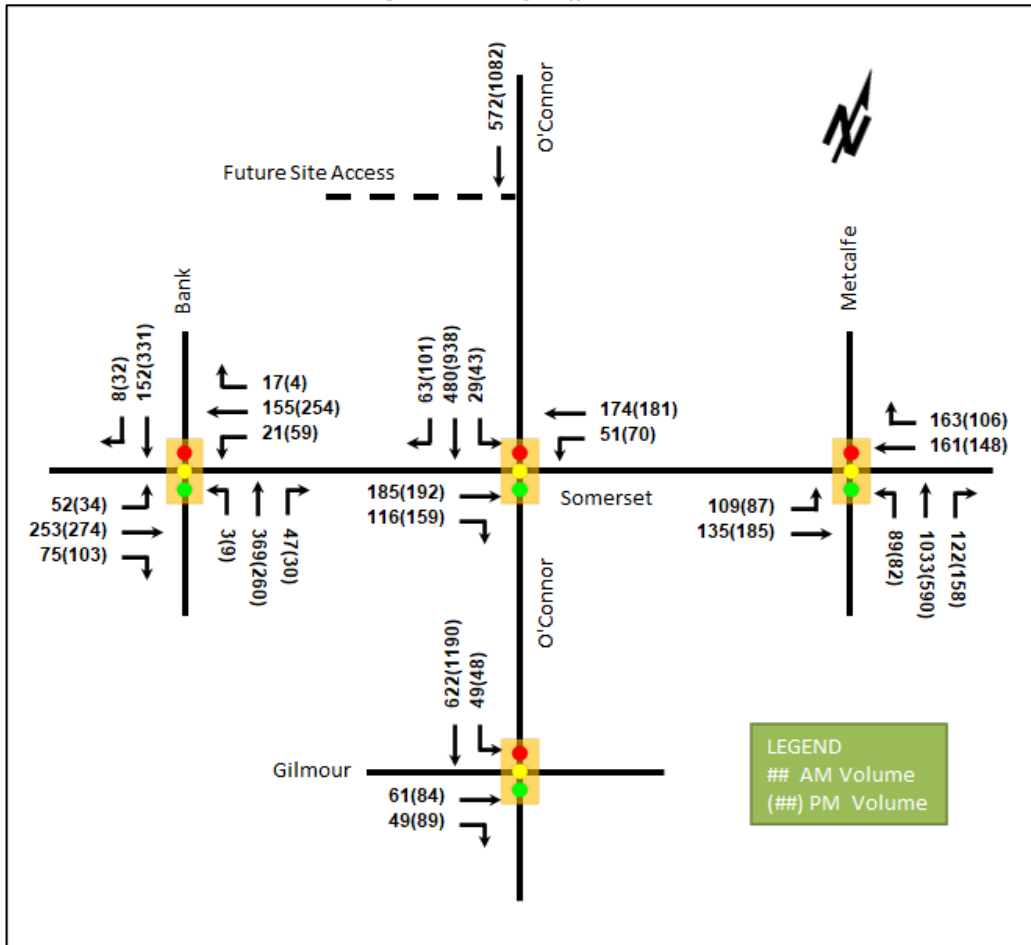 572(1082)
O'Connor
N
Future Site Access
Bank
Metcalfe
8(32)
152(331)
17(4)
155(254)
21(59)
63(101)
480(938)
29(43)
174(181)
51(70)
163(106)
161(148)
52(34)
253(274)
75(103)
3(9)
369(260)
47(30)
185(192)
116(159)
Somerset
109(87)
135(185)
89(82)
1033(590)
122(158)
O'Connor
622(1190)
49(48)
Gilmour
61(84)
49(89)
LEGEND
## AM Volume
(##) PM Volume